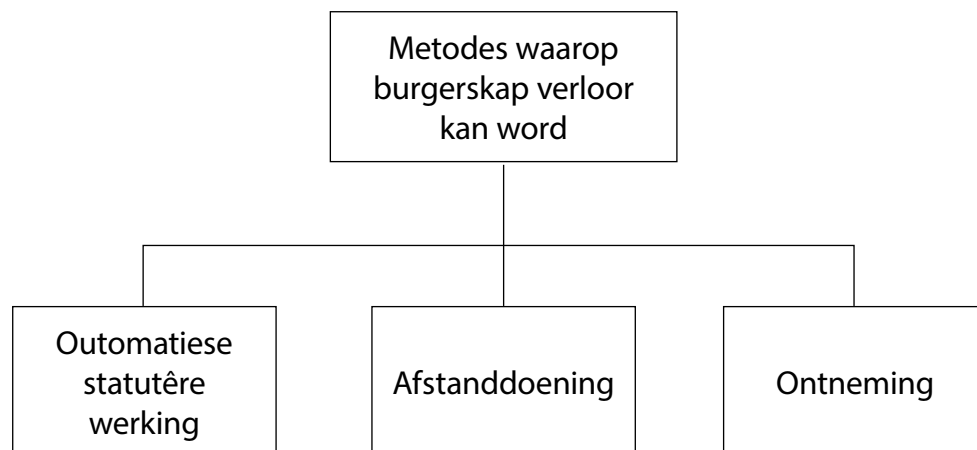 Metodes waarop
burgerskap verloor
kan word
Outomatiese
statutêre
werking
Afstanddoening
Ontneming